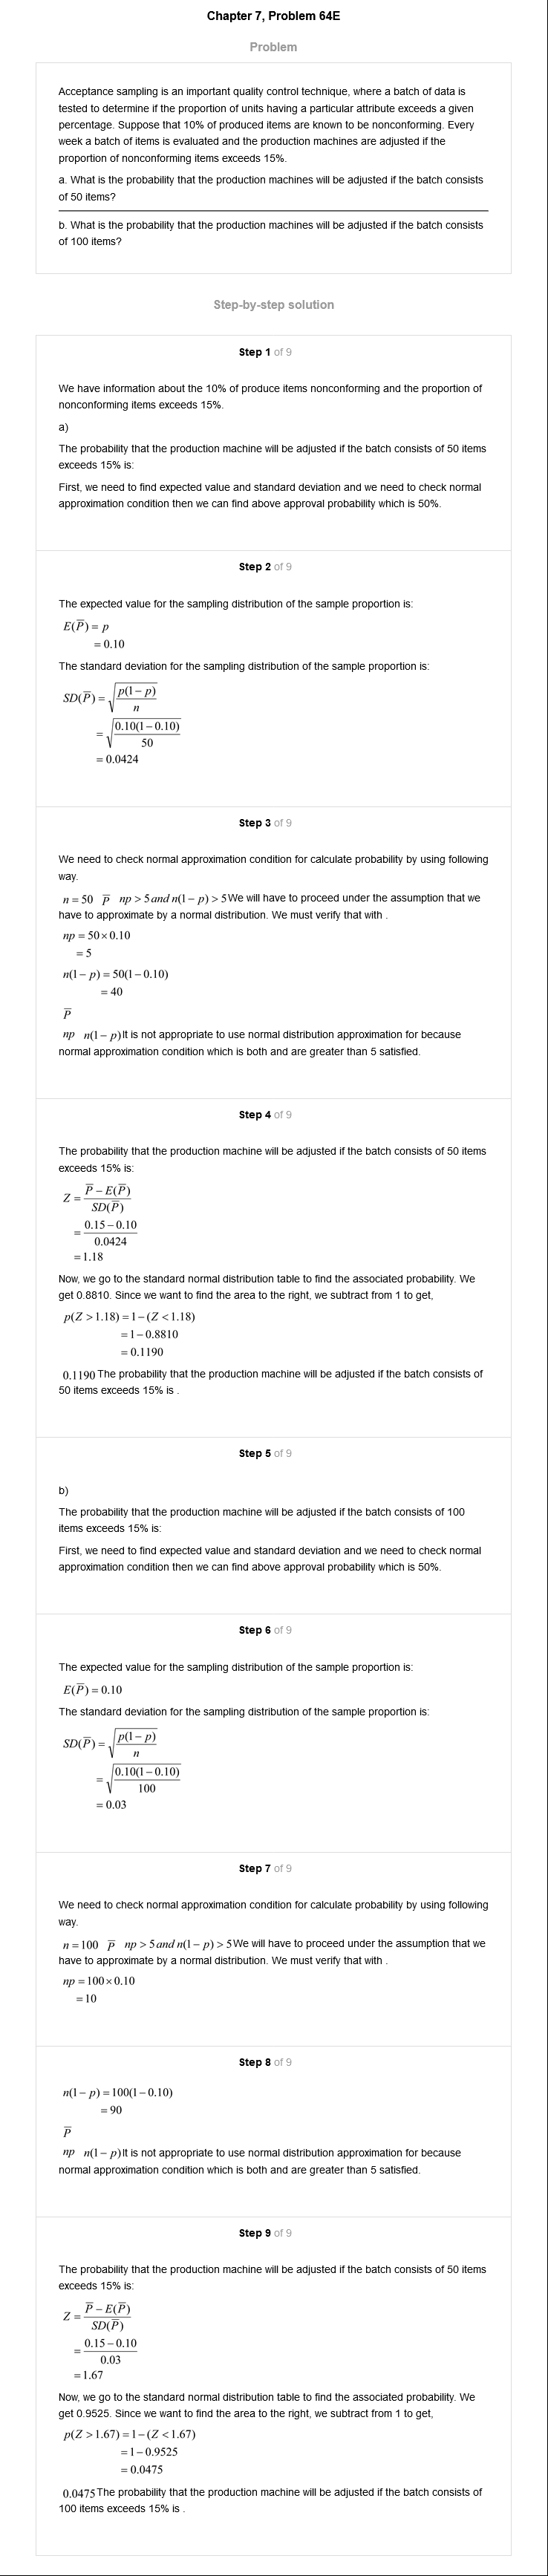 Chapter 7, Problem 64E
Problem
Acceptance sampling is an important quality control technique, where a batch of data is
tested to determine if the proportion of units having a particular attribute exceeds a given
percentage. Suppose that 10% of produced items are known to be nonconforming. Every
week a batch of items is evaluated and the production machines are adjusted if the
proportion of nonconforming items exceeds 15%.
a. What is the probability that the production machines will be adjusted if the batch consists
of 50 items?
b. What is the probability that the production machines will be adjusted if the batch consists
of 100 items?
Step-by-step solution
Step 1 of 9
We have information about the 10% of produce items nonconforming and the proportion of
nonconforming items exceeds 15%.
a)
The probability that the production machine will be adjusted if the batch consists of 50 items
exceeds 15% is:
First, we need to find expected value and standard deviation and we need to check normal
approximation condition then we can find above approval probability which is 50%.
Step 2 of 9
The expected value for the sampling distribution of the sample proportion is:
E(P̅) = p
= 0.10
The standard deviation for the sampling distribution of the sample proportion is:
SD(P̅) = √(p(1 − p)/n)
= √(0.10(1 − 0.10)/50)
= 0.0424
Step 3 of 9
We need to check normal approximation condition for calculate probability by using following
way.
n = 50 P̅ np > 5 and n(1 − p) > 5 We will have to proceed under the assumption that we
have to approximate by a normal distribution. We must verify that with .
np = 50 × 0.10
= 5
n(1 − p) = 50(1 − 0.10)
= 40
P̅
np n(1 − p) It is not appropriate to use normal distribution approximation for because
normal approximation condition which is both and are greater than 5 satisfied.
Step 4 of 9
The probability that the production machine will be adjusted if the batch consists of 50 items
exceeds 15% is:
Z = (P̅ − E(P̅))/SD(P̅)
= (0.15 − 0.10)/0.0424
= 1.18
Now, we go to the standard normal distribution table to find the associated probability. We
get 0.8810. Since we want to find the area to the right, we subtract from 1 to get,
p(Z > 1.18) = 1 − (Z < 1.18)
= 1 − 0.8810
= 0.1190
0.1190 The probability that the production machine will be adjusted if the batch consists of
50 items exceeds 15% is .
Step 5 of 9
b)
The probability that the production machine will be adjusted if the batch consists of 100
items exceeds 15% is:
First, we need to find expected value and standard deviation and we need to check normal
approximation condition then we can find above approval probability which is 50%.
Step 6 of 9
The expected value for the sampling distribution of the sample proportion is:
E(P̅) = 0.10
The standard deviation for the sampling distribution of the sample proportion is:
SD(P̅) = √(p(1 − p)/n)
= √(0.10(1 − 0.10)/100)
= 0.03
Step 7 of 9
We need to check normal approximation condition for calculate probability by using following
way.
n = 100 P̅ np > 5 and n(1 − p) > 5 We will have to proceed under the assumption that we
have to approximate by a normal distribution. We must verify that with .
np = 100 × 0.10
= 10
Step 8 of 9
n(1 − p) = 100(1 − 0.10)
= 90
P̅
np n(1 − p) It is not appropriate to use normal distribution approximation for because
normal approximation condition which is both and are greater than 5 satisfied.
Step 9 of 9
The probability that the production machine will be adjusted if the batch consists of 50 items
exceeds 15% is:
Z = (P̅ − E(P̅))/SD(P̅)
= (0.15 − 0.10)/0.03
= 1.67
Now, we go to the standard normal distribution table to find the associated probability. We
get 0.9525. Since we want to find the area to the right, we subtract from 1 to get,
p(Z > 1.67) = 1 − (Z < 1.67)
= 1 − 0.9525
= 0.0475
0.0475 The probability that the production machine will be adjusted if the batch consists of
100 items exceeds 15% is .